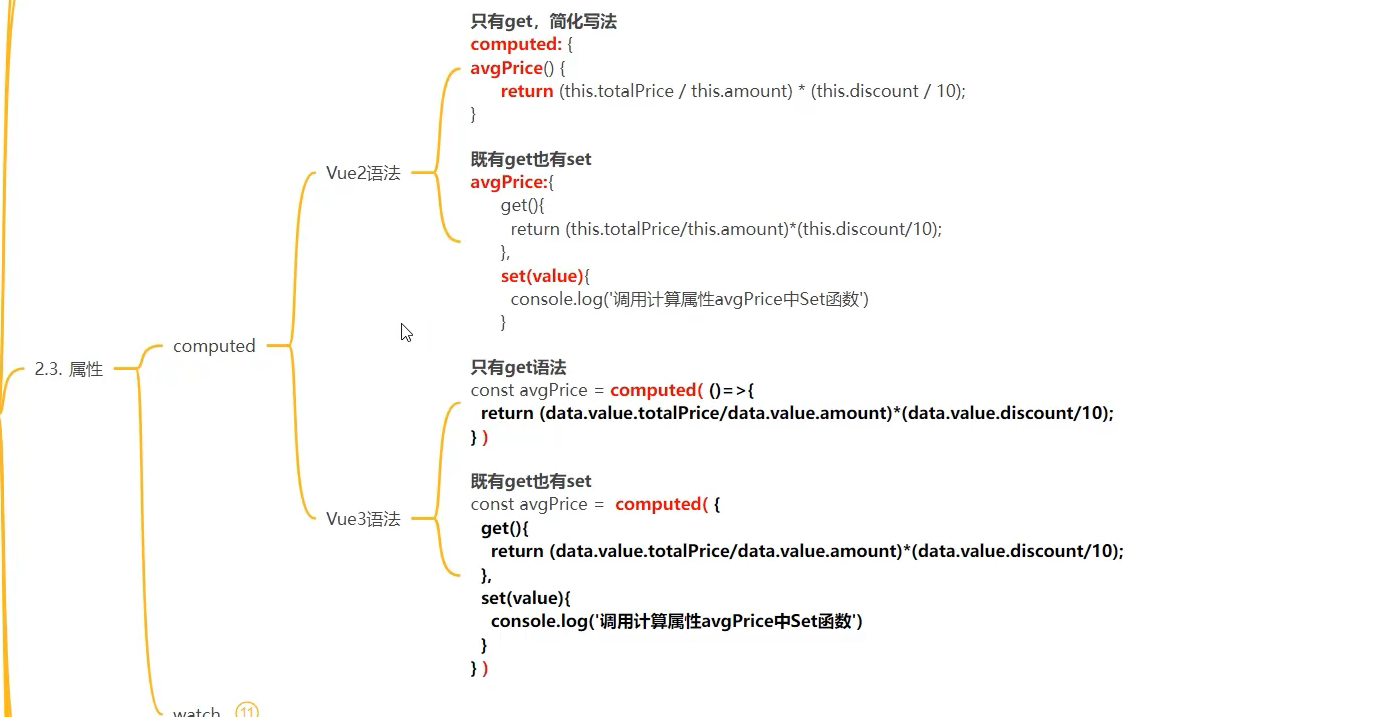 只有get，简化写法
computed: {
avgPrice() {
return (this.totalPrice / this.amount) * (this.discount / 10);
}
既有get也有set
avgPrice:{
get(){
return (this.totalPrice/this.amount)*(this.discount/10);
},
set(value){
console.log('调用计算属性avgPrice中Set函数')
}
Vue2语法
computed
2.3. 属性
只有get语法
const avgPrice = computed( ()=>{
return (data.value.totalPrice/data.value.amount)*(data.value.discount/10);
} )
既有get也有set
const avgPrice = computed( {
get(){
return (data.value.totalPrice/data.value.amount)*(data.value.discount/10);
},
set(value){
console.log('调用计算属性avgPrice中Set函数')
}
} )
Vue3语法
watch 11